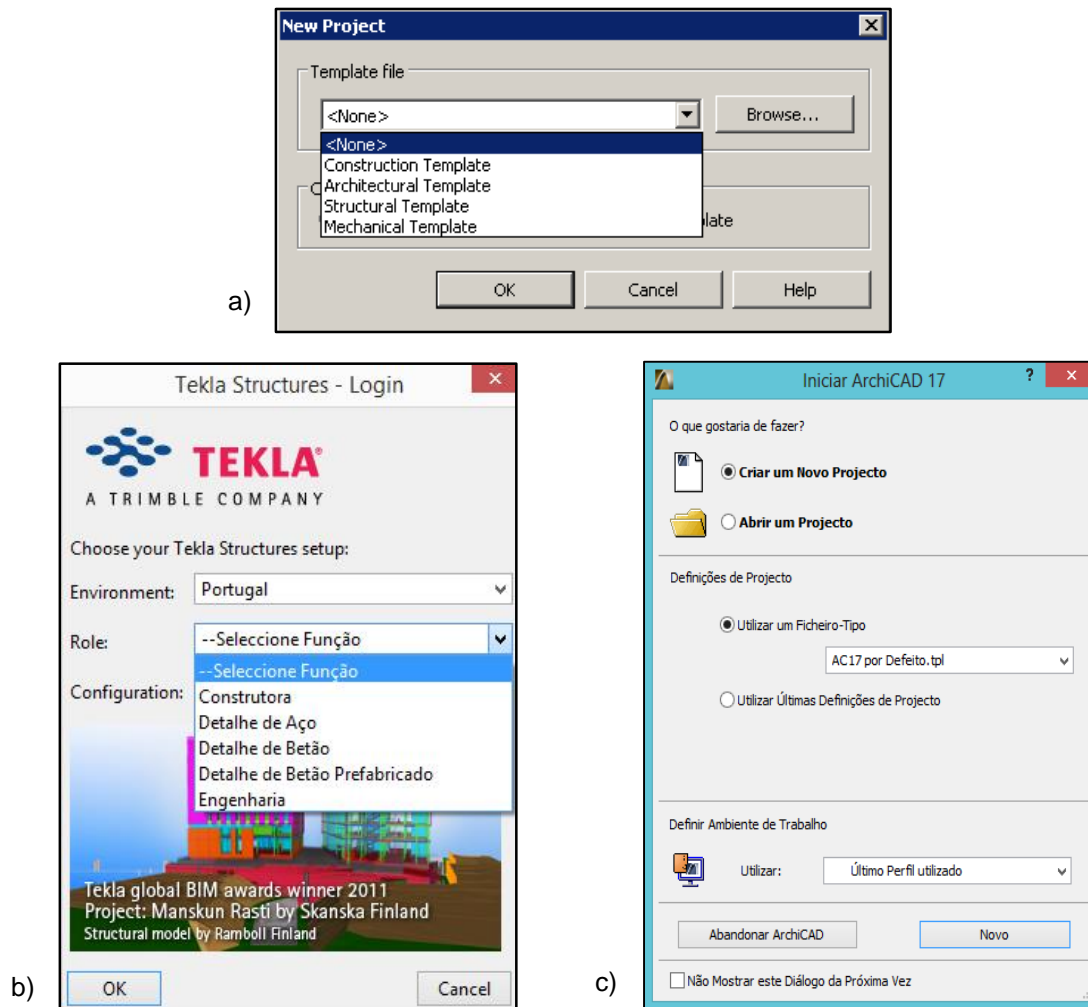 New Project
Template file
<None>
Browse...
<None>
Construction Template
Architectural Template
Structural Template
Mechanical Template
OK
Cancel
Help
a)
Tekla Structures - Login
TEKLA®
A TRIMBLE COMPANY
Choose your Tekla Structures setup:
Environment: Portugal
Role: --Seleccione Função
--Seleccione Função
Configuration:
Construtora
Detalhe de Aço
Detalhe de Betão
Detalhe de Betão Prefabricado
Engenharia
Tekla global BIM awards winner 2011
Project: Manskun Rasti by Skanska Finland
Structural model by Ramboll Finland
b)
OK
Cancel
Iniciar ArchiCAD 17
?
O que gostaria de fazer?
Criar um Novo Projecto
Abrir um Projecto
Definições de Projecto
Utilizar um Ficheiro-Tipo
AC17 por Defeito.tpl
Utilizar Últimas Definições de Projecto
Definir Ambiente de Trabalho
Utilizar: Último Perfil utilizado
Abandonar ArchiCAD
Novo
c)
Não Mostrar este Diálogo da Próxima Vez